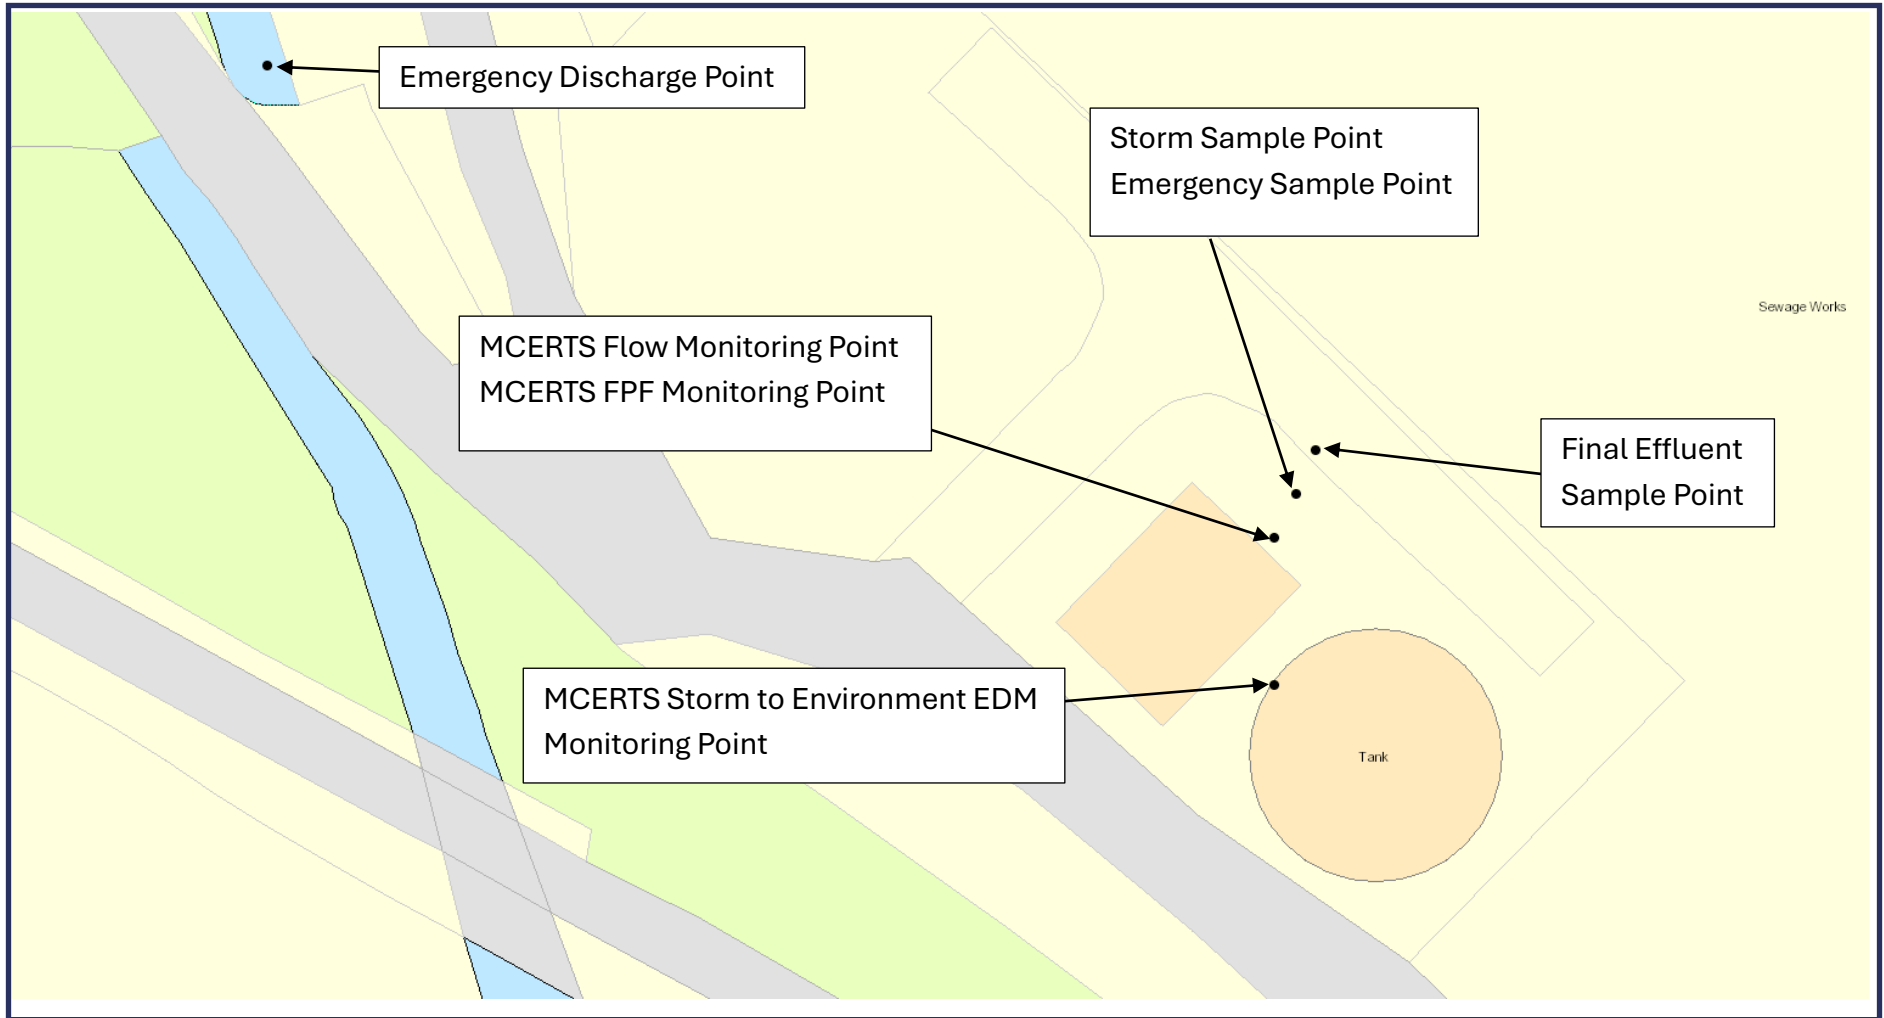 Emergency Discharge Point
Storm Sample Point
Emergency Sample Point
Sewage Works
MCERTS Flow Monitoring Point
MCERTS FPF Monitoring Point
Final Effluent
Sample Point
MCERTS Storm to Environment EDM
Monitoring Point
Tank